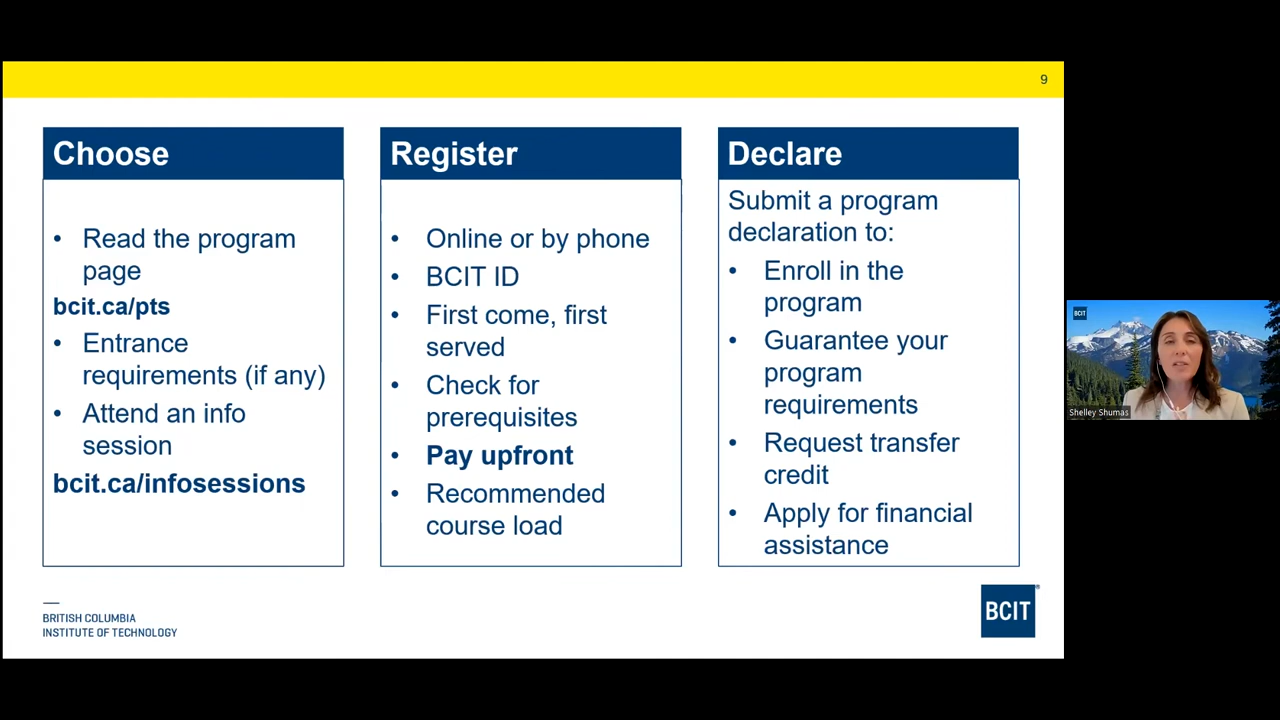 9
Choose
Read the program
page
bcit.ca/pts
Entrance
requirements (if any)
Attend an info
session
bcit.ca/infosessions
Register
Online or by phone
BCIT ID
First come, first
served
Check for
prerequisites
Pay upfront
Recommended
course load
Declare
Submit a program
declaration to:
Enroll in the
program
Guarantee your
program
requirements
Request transfer
credit
Apply for financial
assistance
BRITISH COLUMBIA
INSTITUTE OF TECHNOLOGY
BCIT
BCIT
Shelley Shumas